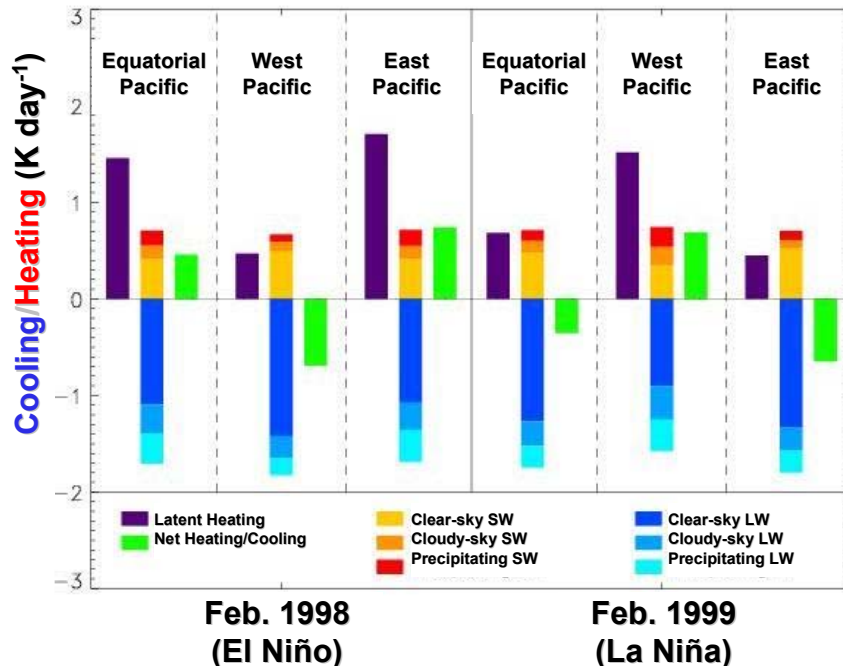 Cooling/Heating (K day-1)
3
2
1
0
−1
−2
−3
Equatorial
Pacific
West
Pacific
East
Pacific
Equatorial
Pacific
West
Pacific
East
Pacific
Latent Heating
Net Heating/Cooling
Clear-sky SW
Cloudy-sky SW
Precipitating SW
Clear-sky LW
Cloudy-sky LW
Precipitating LW
Feb. 1998
(El Niño)
Feb. 1999
(La Niña)